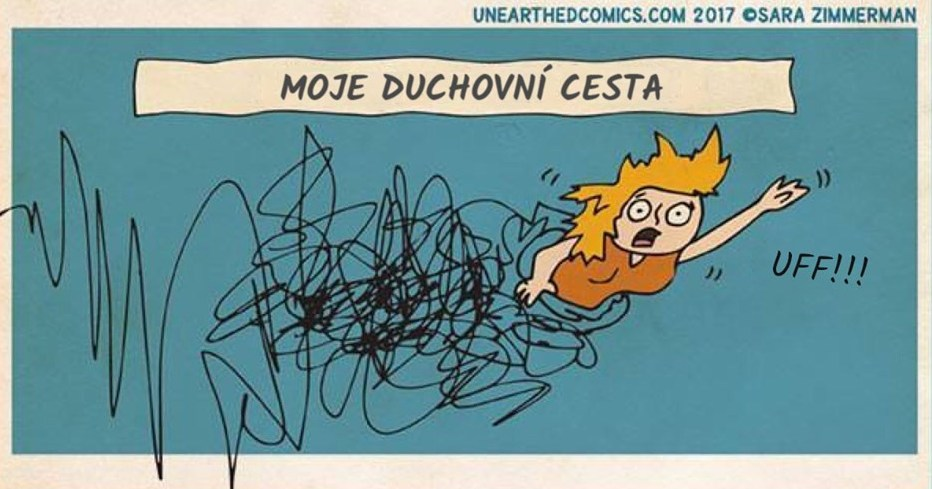 UNEARTHEDCOMICS.COM 2017 ©SARA ZIMMERMAN
MOJE DUCHOVNÍ CESTA
UFF!!!